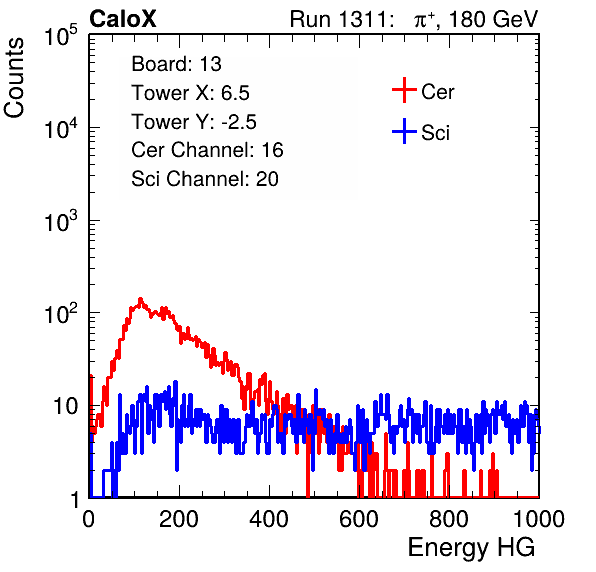 CaloX Run 1311: π⁺, 180 GeV
Board: 13
Tower X: 6.5
Tower Y: -2.5
Cer Channel: 16
Sci Channel: 20
Cer
Sci
Counts
10⁵
10⁴
10³
10²
10
1
0 200 400 600 800 1000
Energy HG